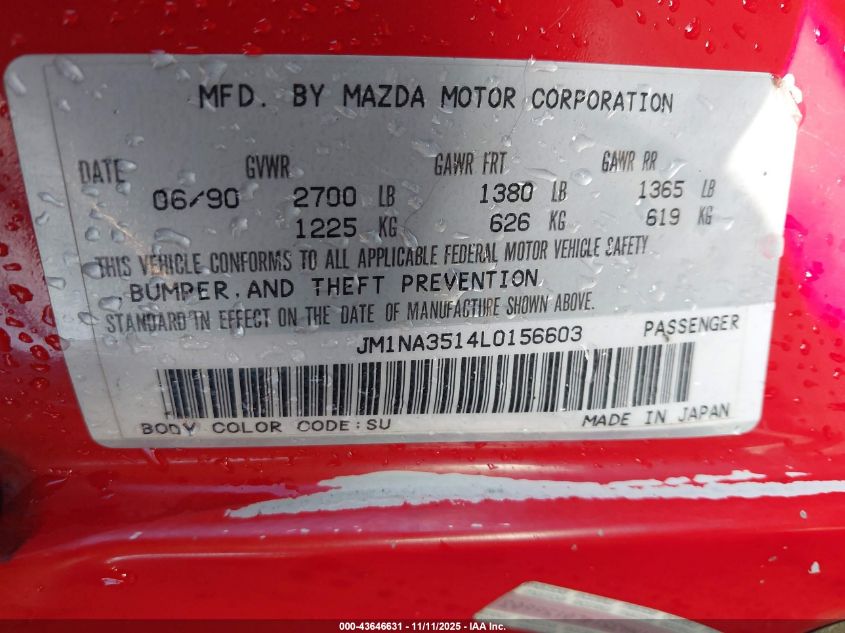 MFD. BY MAZDA MOTOR CORPORATION
DATE GVWR GAWR FRT GAWR RR
06/90 2700 LB 1380 LB 1365 LB
1225 KG 626 KG 619 KG
THIS VEHICLE CONFORMS TO ALL APPLICABLE FEDERAL MOTOR VEHICLE SAFETY
, BUMPER, AND THEFT PREVENTION
STANDARD IN EFFECT ON THE DATE OF MANUFACTURE SHOWN ABOVE.
JM1NA3514L0156603 PASSENGER
BODY COLOR CODE:SU MADE IN JAPAN
000-43646631 - 11/11/2025 - IAA Inc.